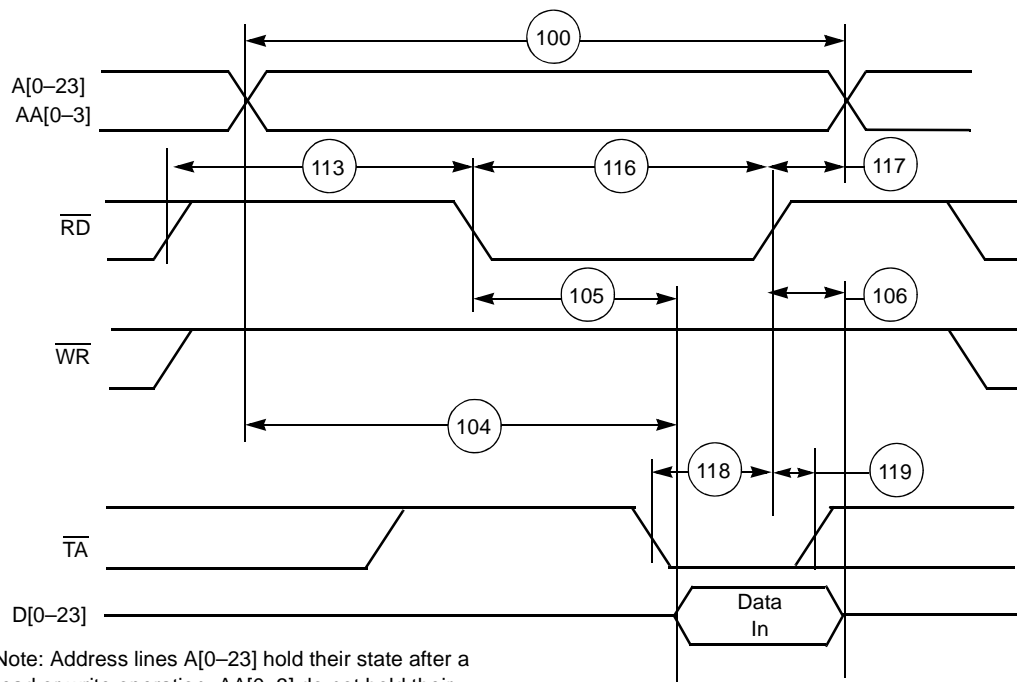 100
A[0–23]
AA[0–3]
113
116
117
RD
105
106
WR
104
118
119
TA
D[0–23]
Data
In
Note: Address lines A[0–23] hold their state after a